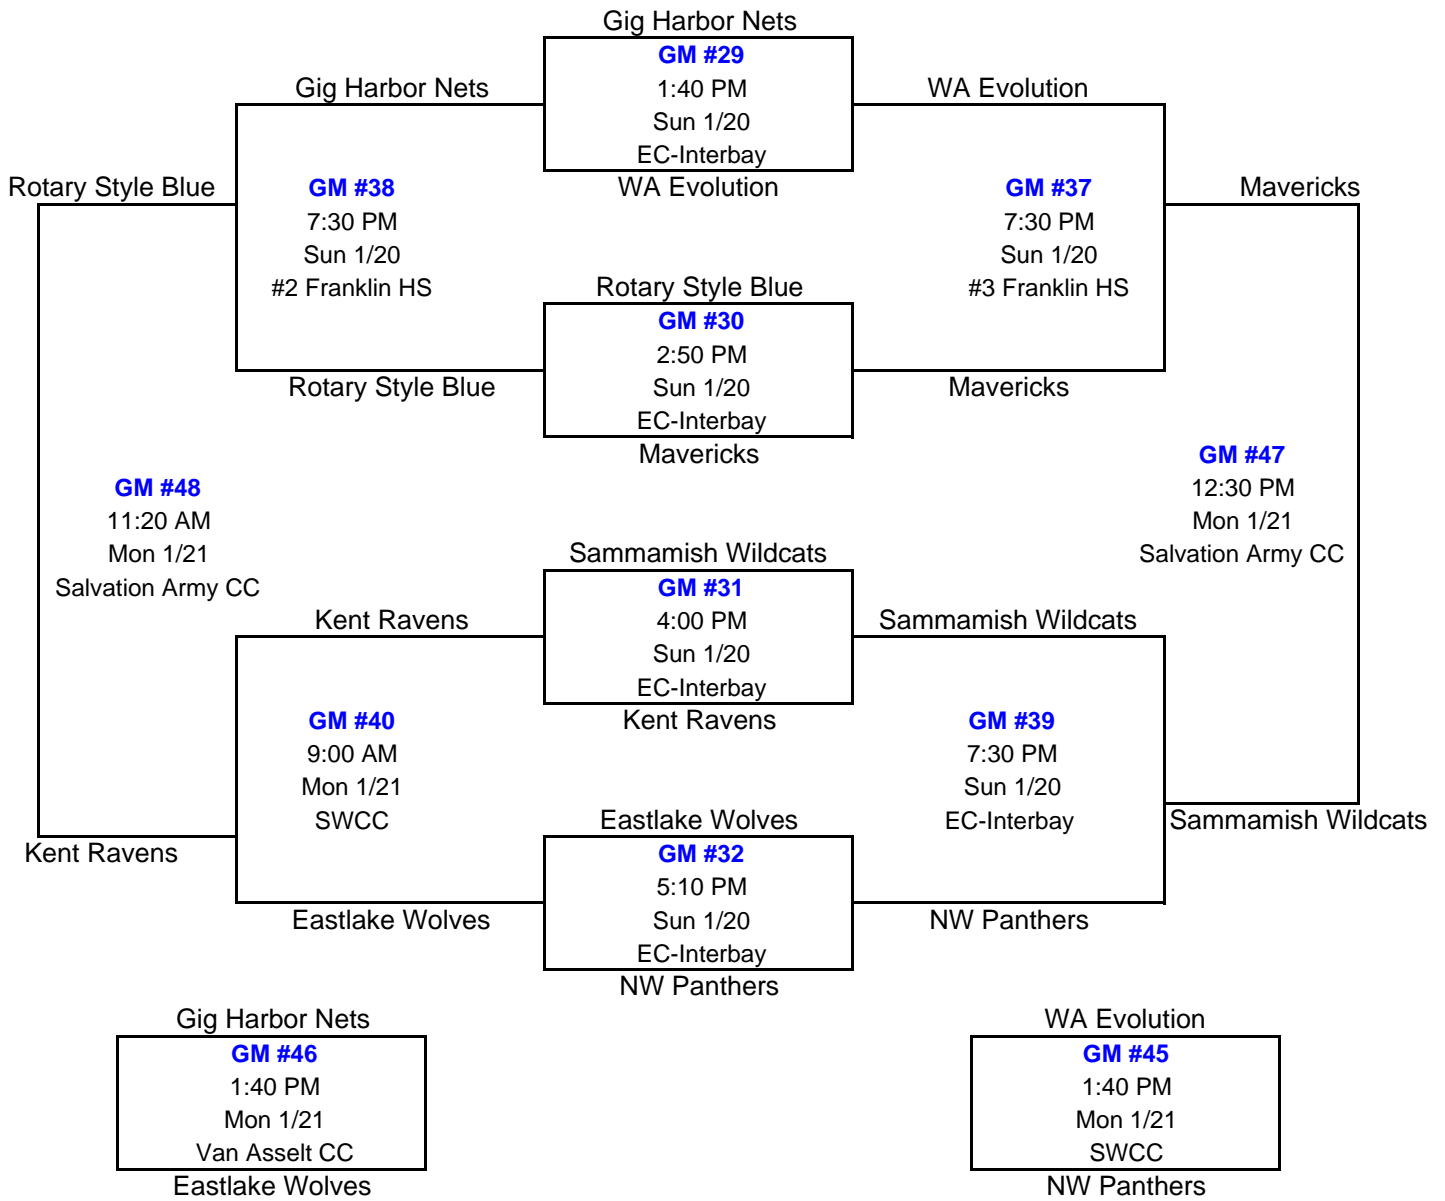 Gig Harbor Nets
GM #29
1:40 PM
Sun 1/20
EC-Interbay
WA Evolution
Gig Harbor Nets
WA Evolution
Rotary Style Blue
GM #38
7:30 PM
Sun 1/20
#2 Franklin HS
GM #37
7:30 PM
Sun 1/20
#3 Franklin HS
Mavericks
Rotary Style Blue
GM #30
2:50 PM
Sun 1/20
EC-Interbay
Mavericks
Rotary Style Blue
Mavericks
GM #48
11:20 AM
Mon 1/21
Salvation Army CC
GM #47
12:30 PM
Mon 1/21
Salvation Army CC
Sammamish Wildcats
GM #31
4:00 PM
Sun 1/20
EC-Interbay
Kent Ravens
Kent Ravens
Sammamish Wildcats
GM #40
9:00 AM
Mon 1/21
SWCC
GM #39
7:30 PM
Sun 1/20
EC-Interbay
Kent Ravens
Sammamish Wildcats
Eastlake Wolves
GM #32
5:10 PM
Sun 1/20
EC-Interbay
NW Panthers
Eastlake Wolves
NW Panthers
Gig Harbor Nets
GM #46
1:40 PM
Mon 1/21
Van Asselt CC
Eastlake Wolves
WA Evolution
GM #45
1:40 PM
Mon 1/21
SWCC
NW Panthers